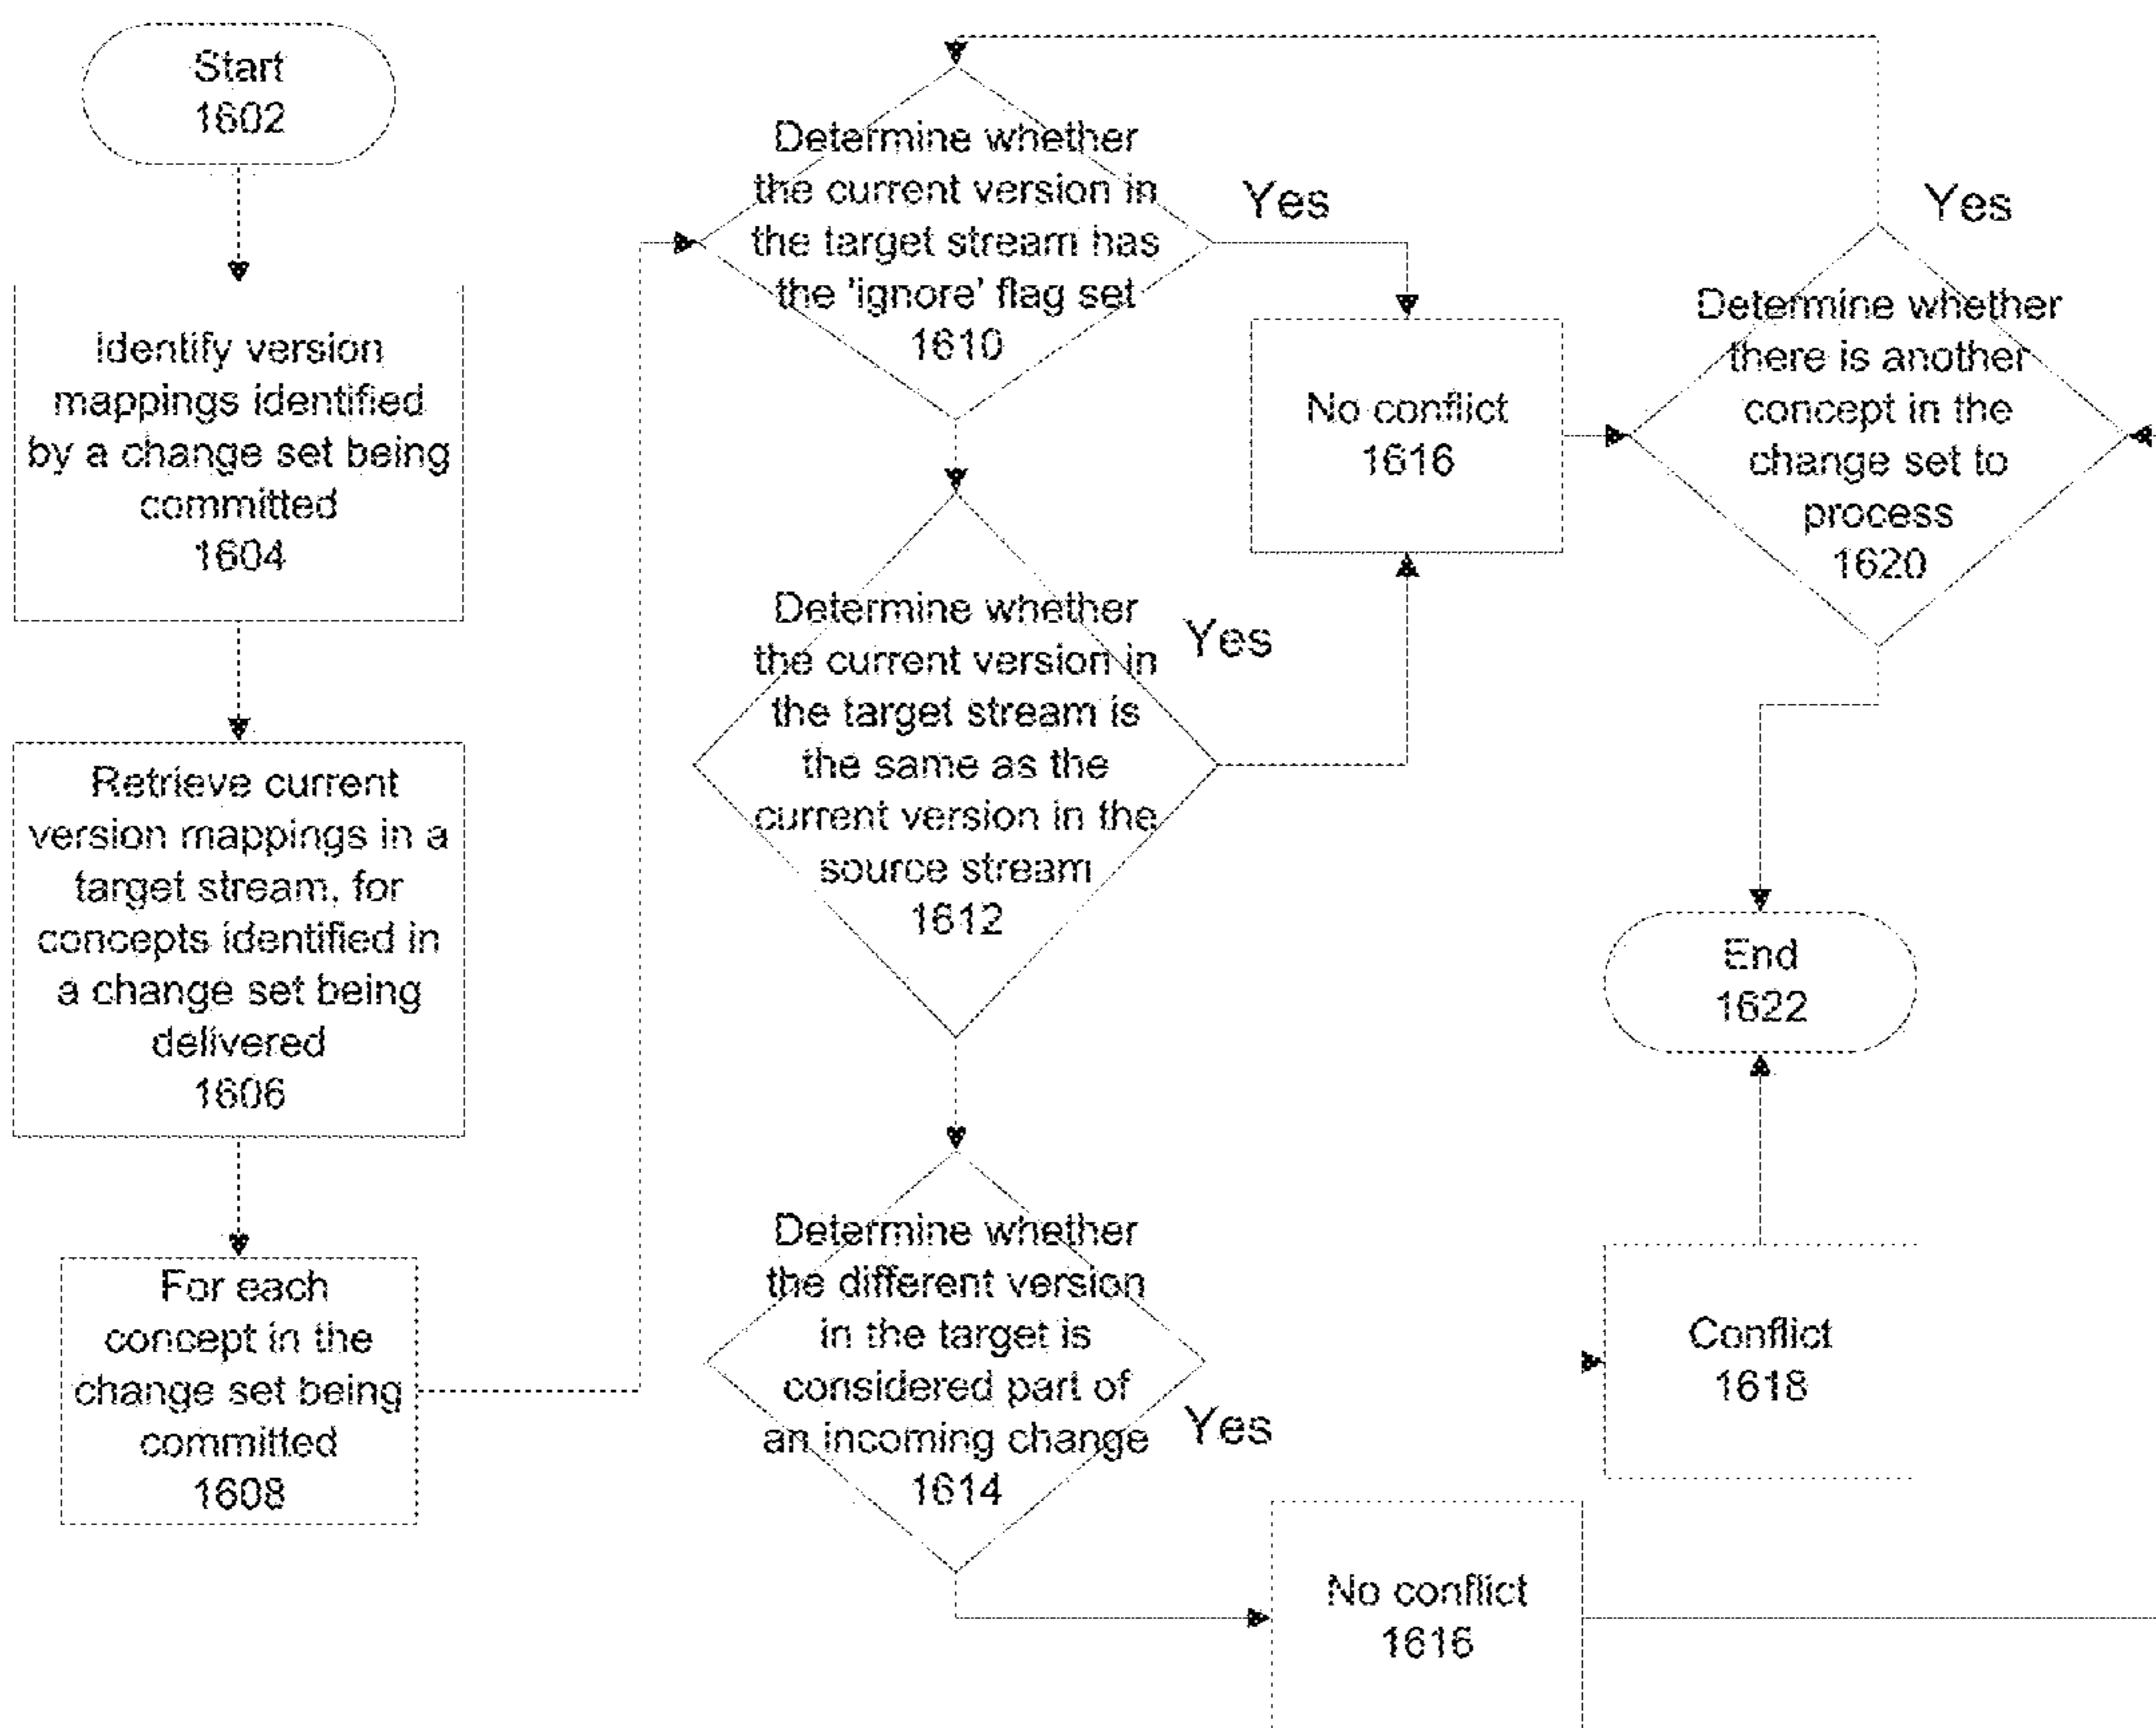 Start
1602
Identify version
mappings identified
by a change set being
committed
1604
Retrieve current
version mappings in a
target stream, for
concepts identified in
a change set being
delivered
1606
For each
concept in the
change set being
committed
1608
Determine whether
the current version in
the target stream has
the 'ignore' flag set
1610
Yes
Determine whether
the current version in
the target stream is
the same as the
current version in the
source stream
1612
Yes
Determine whether
the different version
in the target is
considered part of
an incoming change
1614
Yes
No conflict
1616
No conflict
1616
Yes
Determine whether
there is another
concept in the
change set to
process
1620
End
1622
Conflict
1618